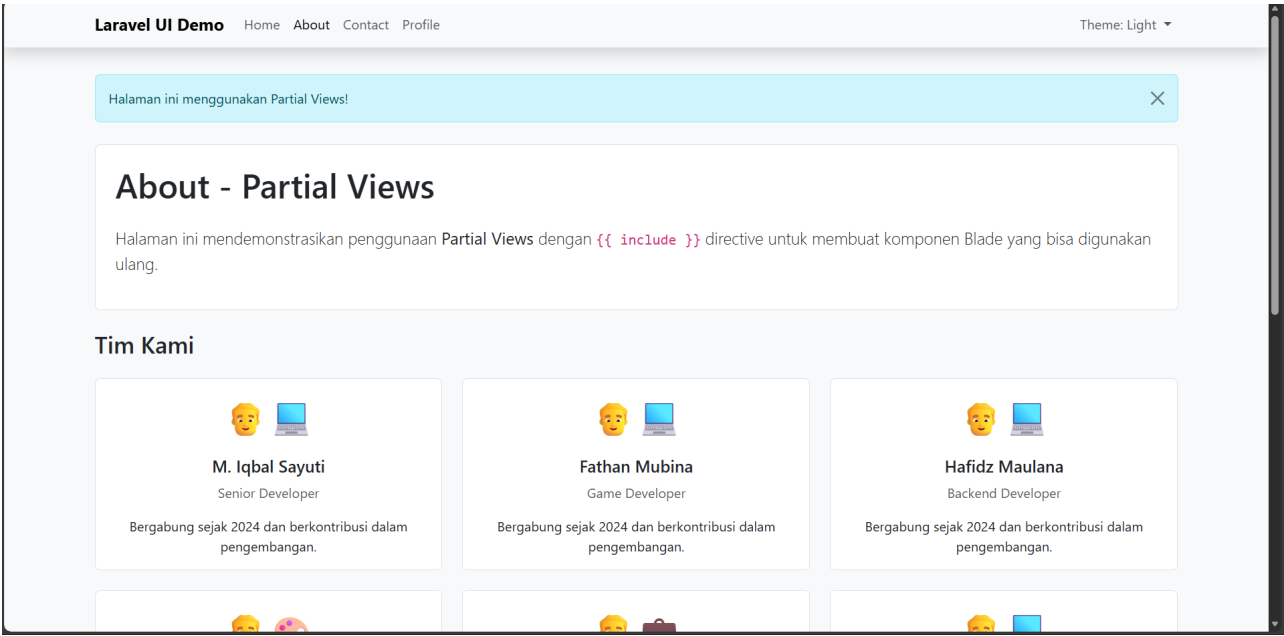 Laravel UI Demo Home About Contact Profile Theme: Light
Halaman ini menggunakan Partial Views!
About - Partial Views
Halaman ini mendemonstrasikan penggunaan Partial Views dengan {{ include }} directive untuk membuat komponen Blade yang bisa digunakan
ulang.
Tim Kami
M. Iqbal Sayuti
Senior Developer
Bergabung sejak 2024 dan berkontribusi dalam
pengembangan.
Fathan Mubina
Game Developer
Bergabung sejak 2024 dan berkontribusi dalam
pengembangan.
Hafidz Maulana
Backend Developer
Bergabung sejak 2024 dan berkontribusi dalam
pengembangan.